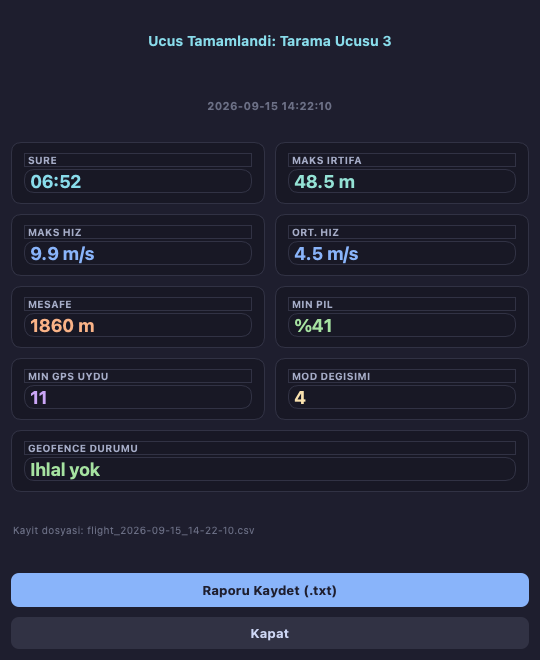 Ucus Tamamlandi: Tarama Ucusu 3
2026-09-15 14:22:10
SURE
06:52
MAKS IRTIFA
48.5 m
MAKS HIZ
9.9 m/s
ORT. HIZ
4.5 m/s
MESAFE
1860 m
MIN PIL
%41
MIN GPS UYDU
11
MOD DEGISIMI
4
GEOFENCE DURUMU
Ihlal yok
Kayit dosyasi: flight_2026-09-15_14-22-10.csv
Raporu Kaydet (.txt)
Kapat